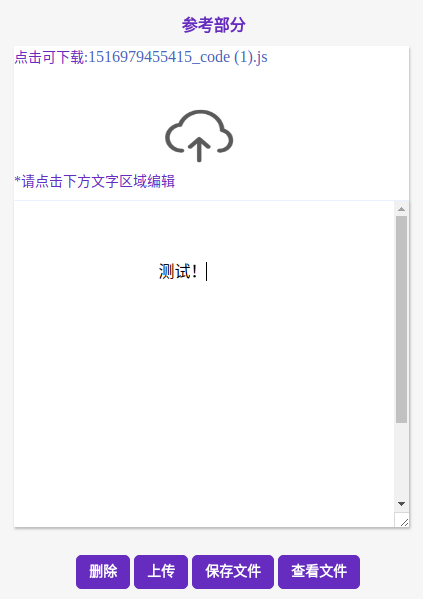 参考部分
点击可下载:1516979455415_code (1).js
*请点击下方文字区域编辑
测试！
删除 上传 保存文件 查看文件